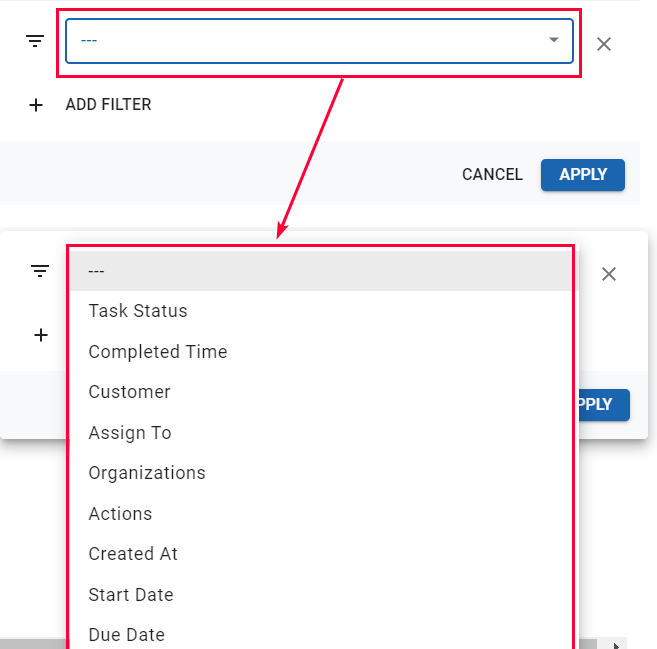 ---
ADD FILTER
CANCEL APPLY
---
Task Status
Completed Time
Customer
Assign To
PPLY
Organizations
Actions
Created At
Start Date
Due Date